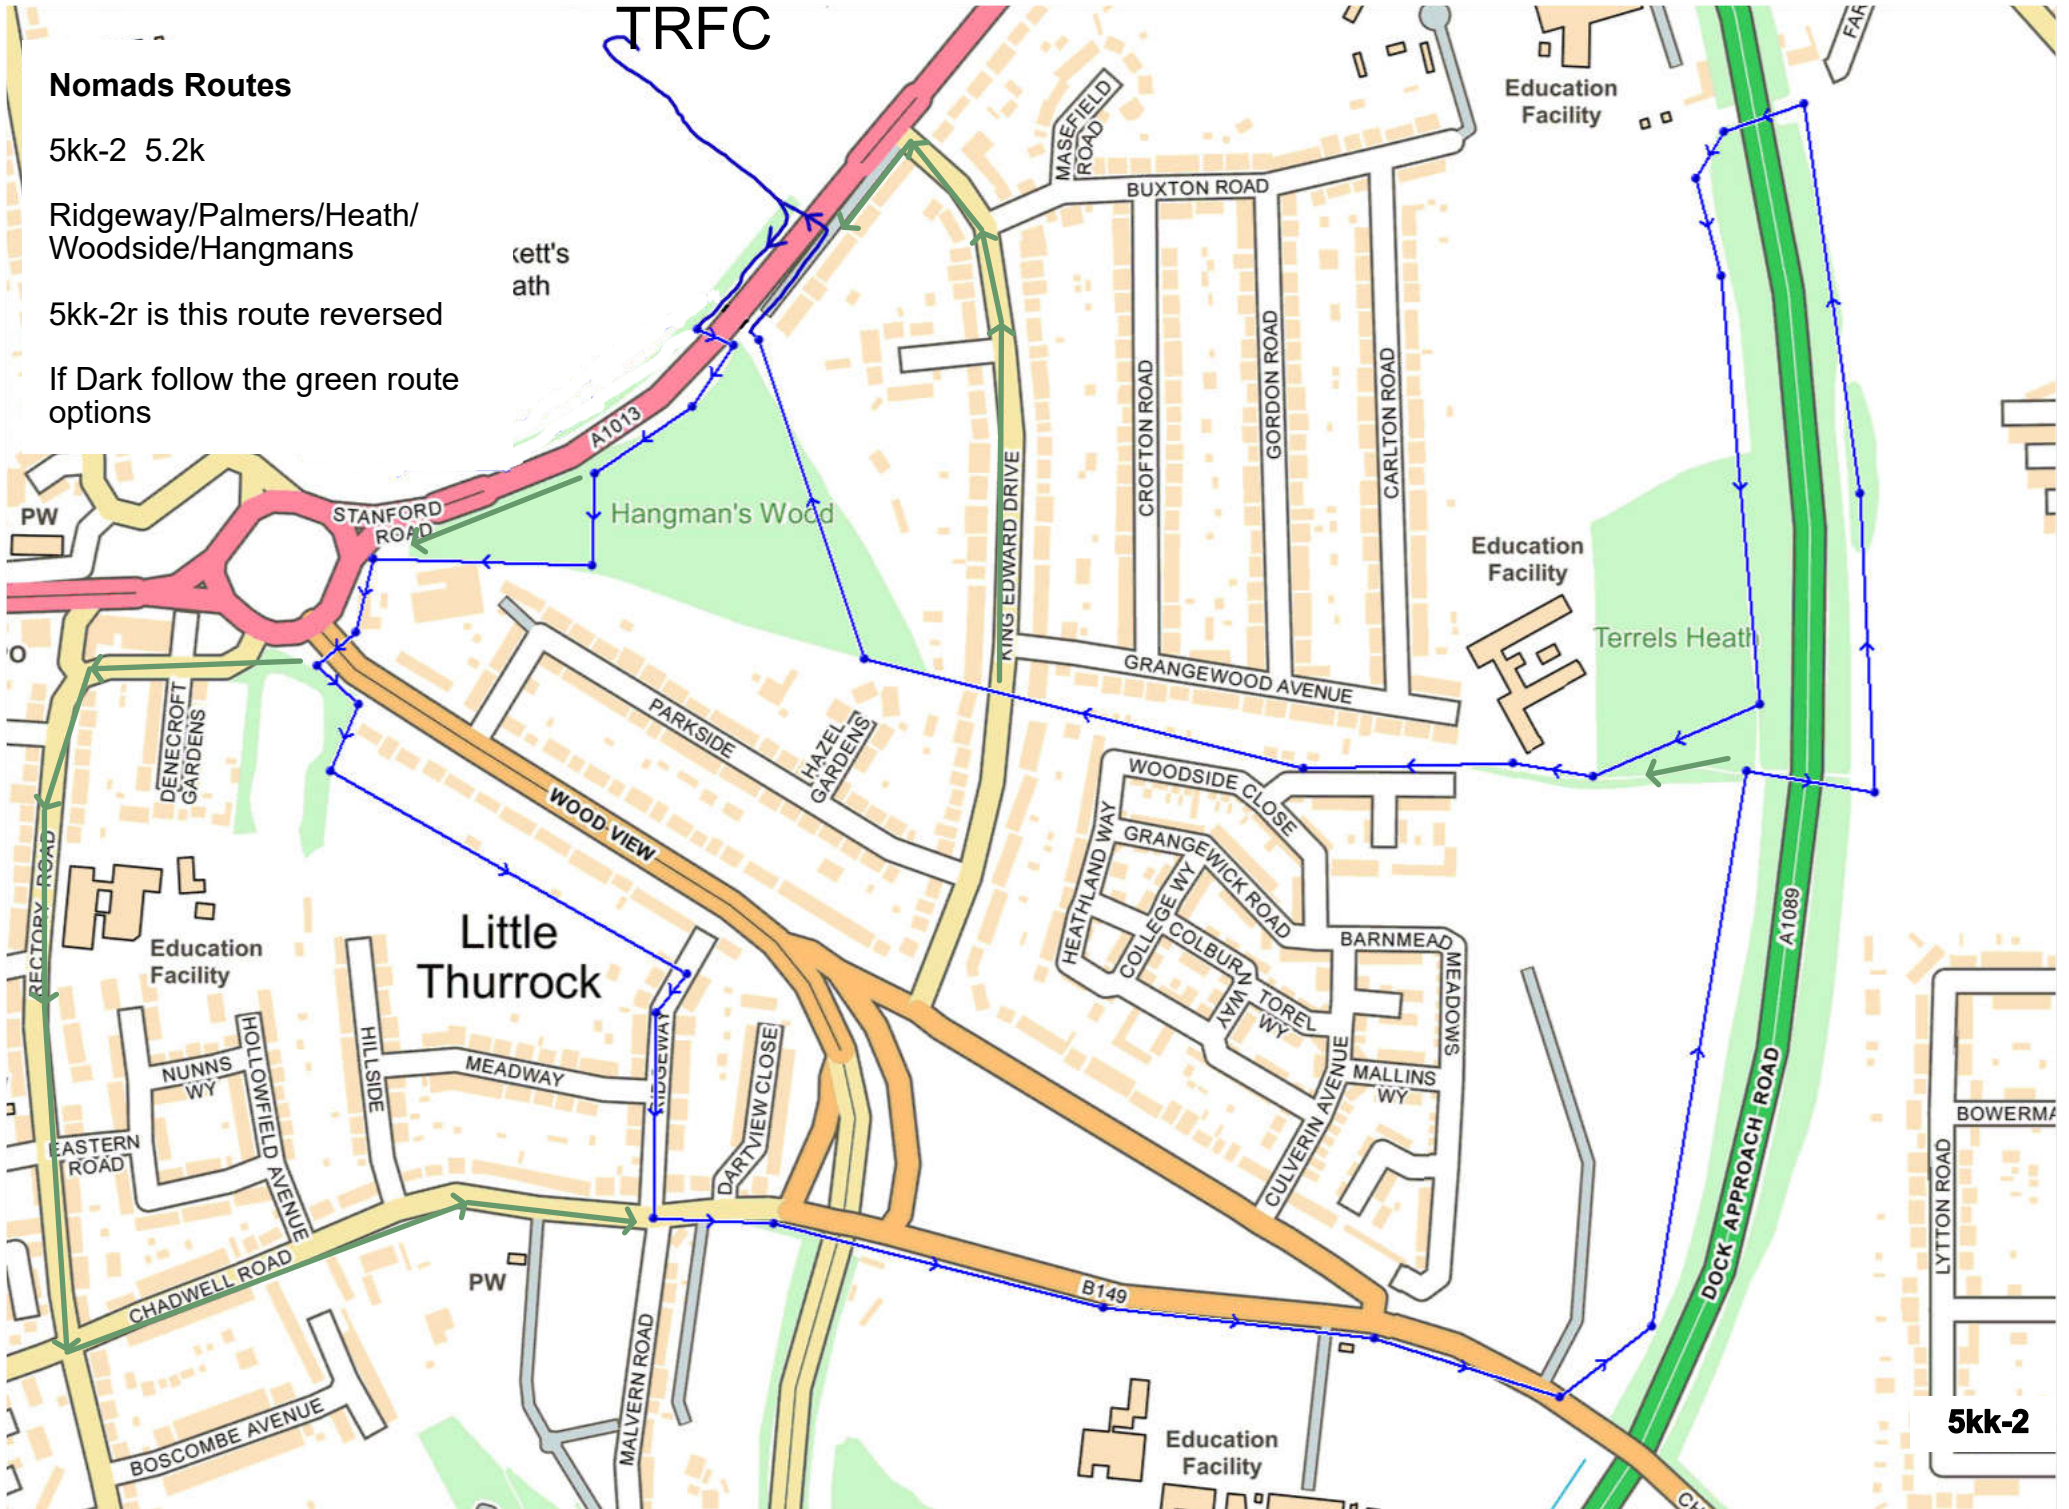 TRFC
Nomads Routes
5kk-2 5.2k
Ridgeway/Palmers/Heath/
Woodside/Hangmans
5kk-2r is this route reversed
If Dark follow the green route
options
kett's
ath
Education
Facility
MASEFIELD
ROAD
BUXTON ROAD
A1013
STANFORD
ROAD
PW
Hangman's Wood
KING EDWARD DRIVE
CROFTON ROAD
GORDON ROAD
CARLTON ROAD
Education
Facility
Terrels Heath
GRANGEWOOD AVENUE
DENECROFT
GARDENS
PARKSIDE
HAZEL
GARDENS
WOOD VIEW
WOODSIDE CLOSE
HEATHLAND WAY
GRANGEWICK ROAD
COLLEGE WY
COLBURN WAY
TOREL
WY
BARNMEAD
MEADOWS
MALLINS
WY
CULVERIN AVENUE
A1089
DOCK APPROACH ROAD
RECTORY ROAD
Education
Facility
Little
Thurrock
NUNNS
WY
HOLLOWFIELD AVENUE
HILLSIDE
MEADWAY
RIDGEWAY
DARTVIEW CLOSE
EASTERN
ROAD
CHADWELL ROAD
PW
B149
MALVERN ROAD
BOSCOMBE AVENUE
Education
Facility
LYTTON ROAD
BOWERMA
5kk-2